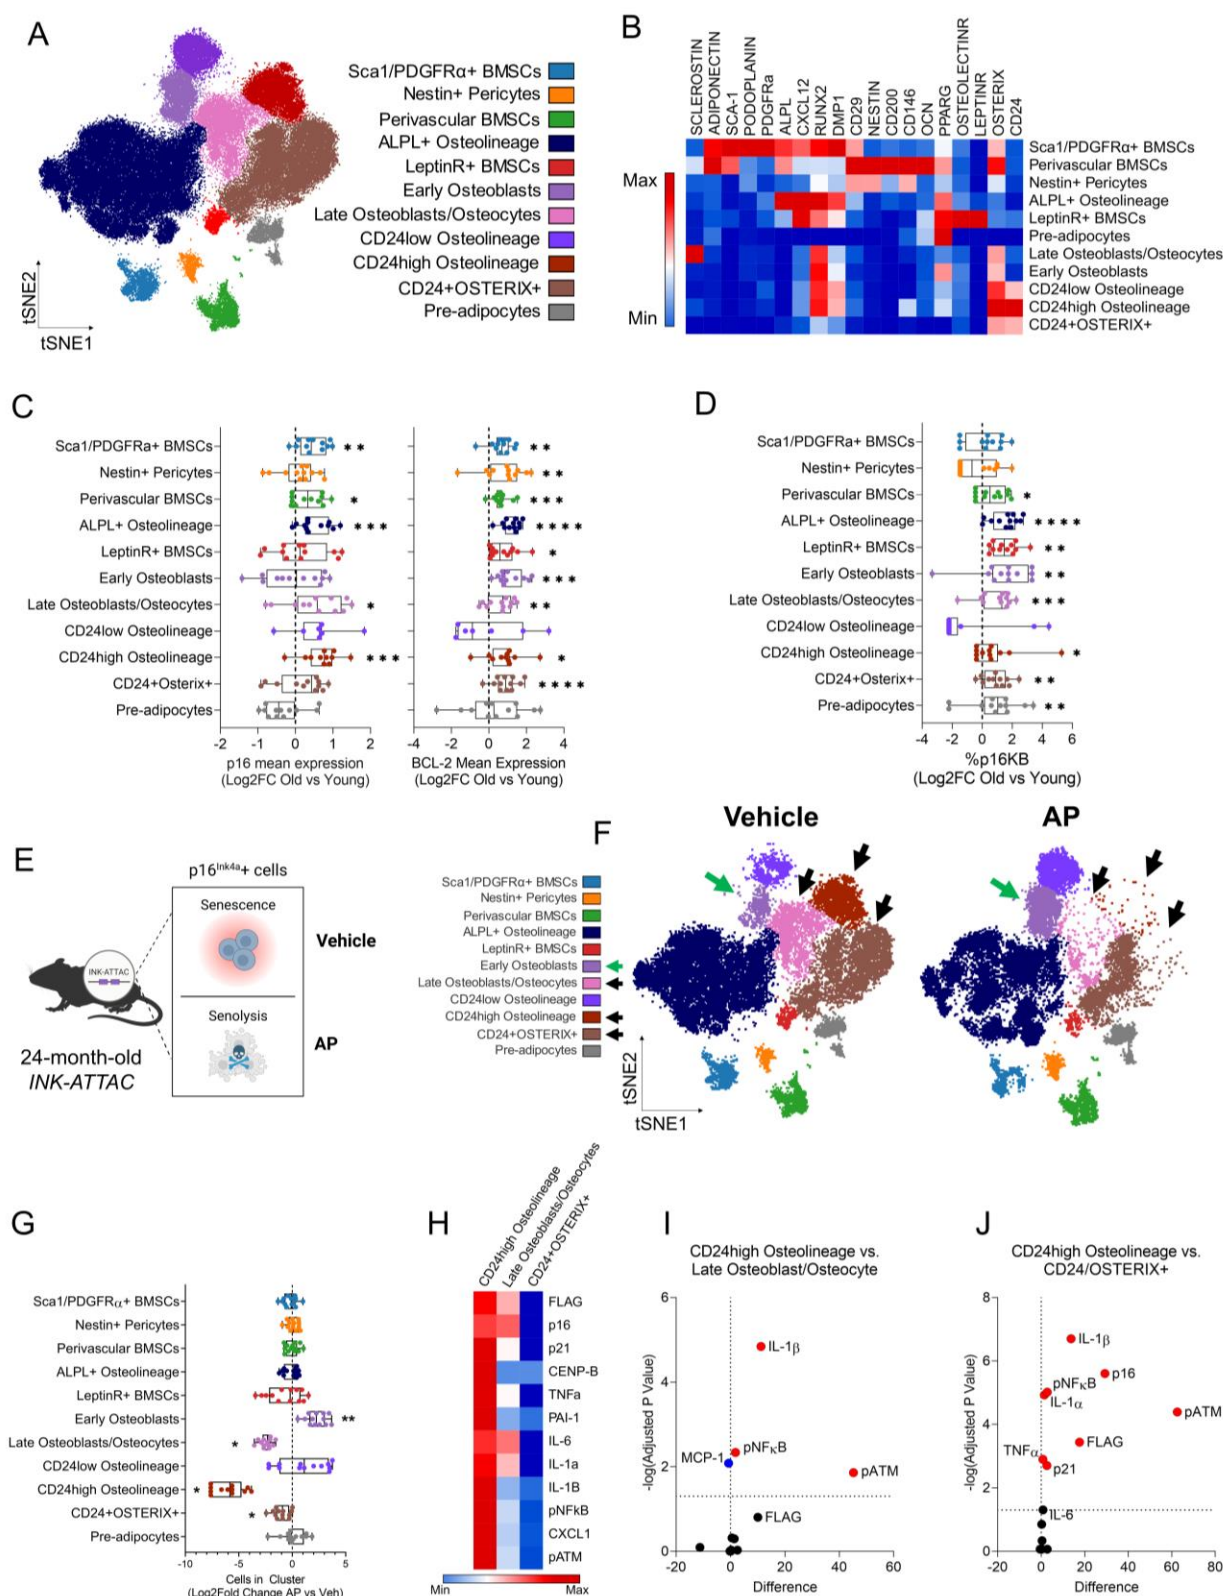 A
Sca1/PDGFRα+ BMSCs
Nestin+ Pericytes
Perivascular BMSCs
ALPL+ Osteolineage
LeptinR+ BMSCs
Early Osteoblasts
Late Osteoblasts/Osteocytes
CD24low Osteolineage
CD24high Osteolineage
CD24+OSTERIX+
Pre-adipocytes
tSNE2
tSNE1
B
SCLEROSTIN
ADIPONECTIN
SCA-1
PODOPLANIN
PDGFRa
ALPL
CXCL12
RUNX2
DMP1
CD29
NESTIN
CD200
CD146
OCN
PPARG
OSTEOLECTINR
LEPTINR
OSTERIX
CD24
Max
Min
Sca1/PDGFRα+ BMSCs
Perivascular BMSCs
Nestin+ Pericytes
ALPL+ Osteolineage
LeptinR+ BMSCs
Pre-adipocytes
Late Osteoblasts/Osteocytes
Early Osteoblasts
CD24low Osteolineage
CD24high Osteolineage
CD24+OSTERIX+
C
Sca1/PDGFRa+ BMSCs
Nestin+ Pericytes
Perivascular BMSCs
ALPL+ Osteolineage
LeptinR+ BMSCs
Early Osteoblasts
Late Osteoblasts/Osteocytes
CD24low Osteolineage
CD24high Osteolineage
CD24+Osterix+
Pre-adipocytes
* *
*
* * *
*
* * *
-2 -1 0 1 2
p16 mean expression
(Log2FC Old vs Young)
* *
* *
* * *
* * * *
*
* * *
* *
*
* * * *
-4 -2 0 2 4
BCL-2 Mean Expression
(Log2FC Old vs Young)
D
Sca1/PDGFRa+ BMSCs
Nestin+ Pericytes
Perivascular BMSCs *
ALPL+ Osteolineage * * * *
LeptinR+ BMSCs * *
Early Osteoblasts * *
Late Osteoblasts/Osteocytes * * *
CD24low Osteolineage
CD24high Osteolineage *
CD24+Osterix+ * *
Pre-adipocytes * *
-4 -2 0 2 4 6
%p16KB
(Log2FC Old vs Young)
E
p16Ink4a+ cells
Senescence
Vehicle
INK-ATTAC
Senolysis
AP
24-month-old
INK-ATTAC
F
Vehicle
AP
Sca1/PDGFRα+ BMSCs
Nestin+ Pericytes
Perivascular BMSCs
ALPL+ Osteolineage
LeptinR+ BMSCs
Early Osteoblasts
Late Osteoblasts/Osteocytes
CD24low Osteolineage
CD24high Osteolineage
CD24+OSTERIX+
Pre-adipocytes
tSNE2
tSNE1
G
Sca1/PDGFRα+ BMSCs
Nestin+ Pericytes
Perivascular BMSCs
ALPL+ Osteolineage
LeptinR+ BMSCs
Early Osteoblasts **
Late Osteoblasts/Osteocytes *
CD24low Osteolineage
CD24high Osteolineage *
CD24+OSTERIX+ *
Pre-adipocytes
-10 -5 0 5
Cells in Cluster
(Log2Fold Change AP vs Veh)
H
CD24high Osteolineage
Late Osteoblasts/Osteocytes
CD24+OSTERIX+
FLAG
p16
p21
CENP-B
TNFa
PAI-1
IL-6
IL-1a
IL-1B
pNFkB
CXCL1
pATM
Min Max
I
CD24high Osteolineage vs.
Late Osteoblast/Osteocyte
-log(Adjusted P Value)
6
4
2
0
IL-1β
pNFκB
MCP-1
pATM
FLAG
-20 0 20 40 60
Difference
J
CD24high Osteolineage vs.
CD24/OSTERIX+
-log(Adjusted P Value)
8
6
4
2
0
IL-1β
p16
pNFκB
IL-1α
pATM
FLAG
TNFα
p21
IL-6
-20 0 20 40 60 80
Difference